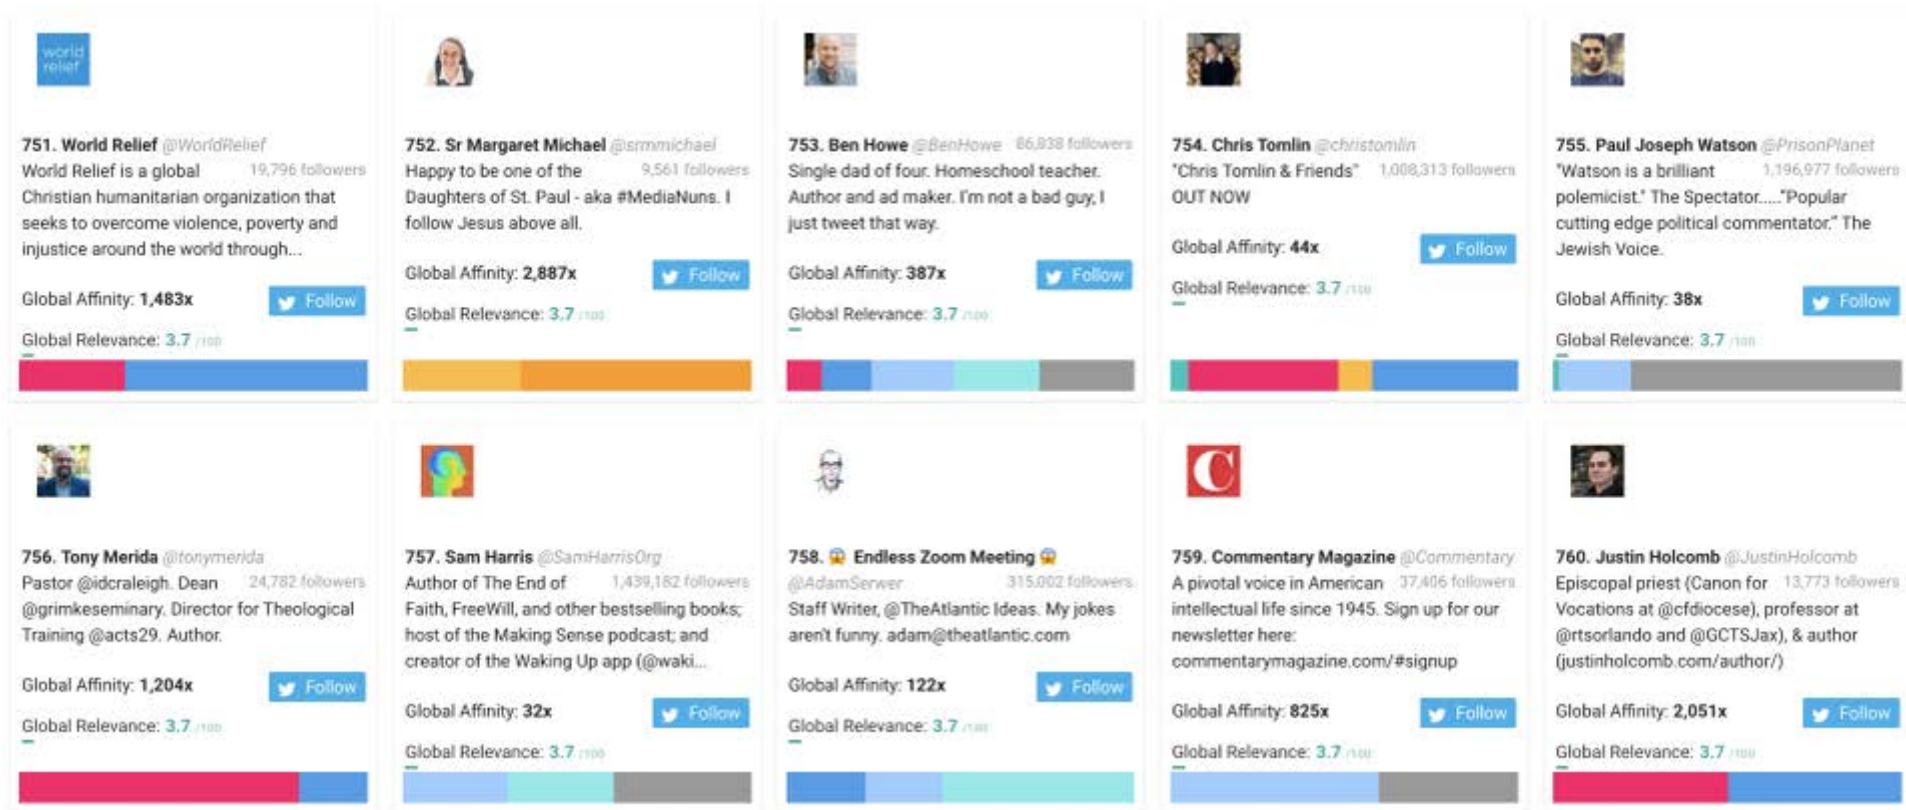 world
relief
751. World Relief @WorldRelief
World Relief is a global 19,796 followers
Christian humanitarian organization that
seeks to overcome violence, poverty and
injustice around the world through...
Global Affinity: 1,483x Follow
Global Relevance: 3.7 /100
752. Sr Margaret Michael @srmmichael
Happy to be one of the 9,561 followers
Daughters of St. Paul - aka #MediaNuns. I
follow Jesus above all.
Global Affinity: 2,887x Follow
Global Relevance: 3.7 /100
753. Ben Howe @BenHowe 86,838 followers
Single dad of four. Homeschool teacher.
Author and ad maker. I'm not a bad guy, I
just tweet that way.
Global Affinity: 387x Follow
Global Relevance: 3.7 /100
754. Chris Tomlin @christomlin
"Chris Tomlin & Friends" 1,008,313 followers
OUT NOW
Global Affinity: 44x Follow
Global Relevance: 3.7 /100
755. Paul Joseph Watson @PrisonPlanet
"Watson is a brilliant 1,196,977 followers
polemicist." The Spectator....."Popular
cutting edge political commentator." The
Jewish Voice.
Global Affinity: 38x Follow
Global Relevance: 3.7 /100
756. Tony Merida @tonymerida
Pastor @idcraleigh. Dean 24,782 followers
@grimkeseminary. Director for Theological
Training @acts29. Author.
Global Affinity: 1,204x Follow
Global Relevance: 3.7 /100
757. Sam Harris @SamHarrisOrg
Author of The End of 1,439,182 followers
Faith, FreeWill, and other bestselling books;
host of the Making Sense podcast; and
creator of the Waking Up app (@waki...
Global Affinity: 32x Follow
Global Relevance: 3.7 /100
758. 😱 Endless Zoom Meeting 😱
@AdamSerwer 315,002 followers
Staff Writer, @TheAtlantic Ideas. My jokes
aren't funny. adam@theatlantic.com
Global Affinity: 122x Follow
Global Relevance: 3.7 /100
C
759. Commentary Magazine @Commentary
A pivotal voice in American 37,406 followers
intellectual life since 1945. Sign up for our
newsletter here:
commentarymagazine.com/#signup
Global Affinity: 825x Follow
Global Relevance: 3.7 /100
760. Justin Holcomb @JustinHolcomb
Episcopal priest (Canon for 13,773 followers
Vocations at @cfdiocese), professor at
@rtsorlando and @GCTSJax), & author
(justinholcomb.com/author/)
Global Affinity: 2,051x Follow
Global Relevance: 3.7 /100